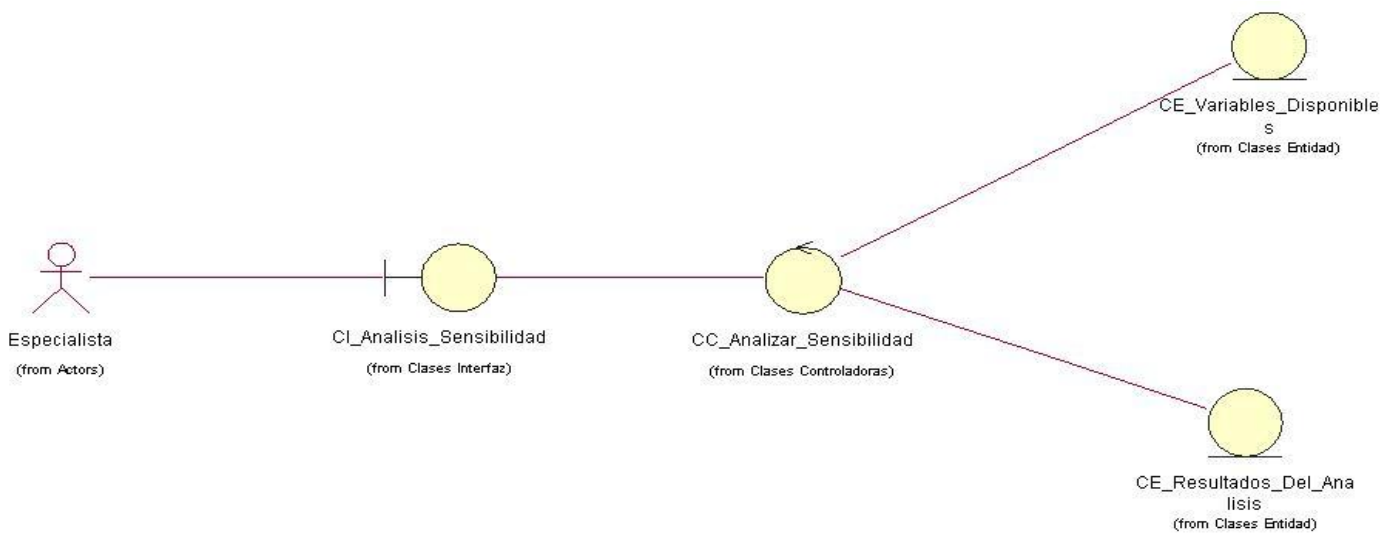 CE_Variables_Disponible
s
(from Clases Entidad)
Especialista
(from Actors)
CI_Analisis_Sensibilidad
(from Clases Interfaz)
CC_Analizar_Sensibilidad
(from Clases Controladoras)
CE_Resultados_Del_Ana
lisis
(from Clases Entidad)